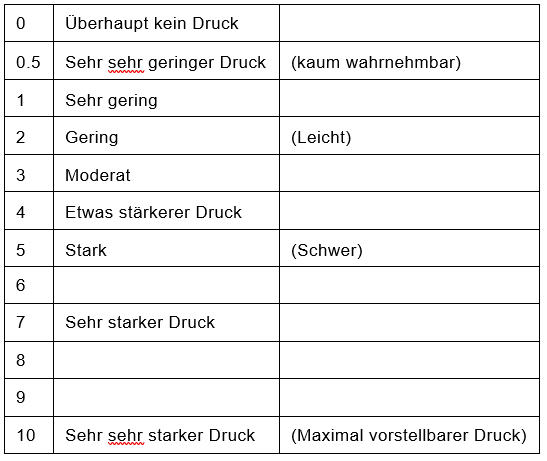 0 Überhaupt kein Druck
0.5 Sehr sehr geringer Druck (kaum wahrnehmbar)
1 Sehr gering
2 Gering (Leicht)
3 Moderat
4 Etwas stärkerer Druck
5 Stark (Schwer)
6
7 Sehr starker Druck
8
9
10 Sehr sehr starker Druck (Maximal vorstellbarer Druck)